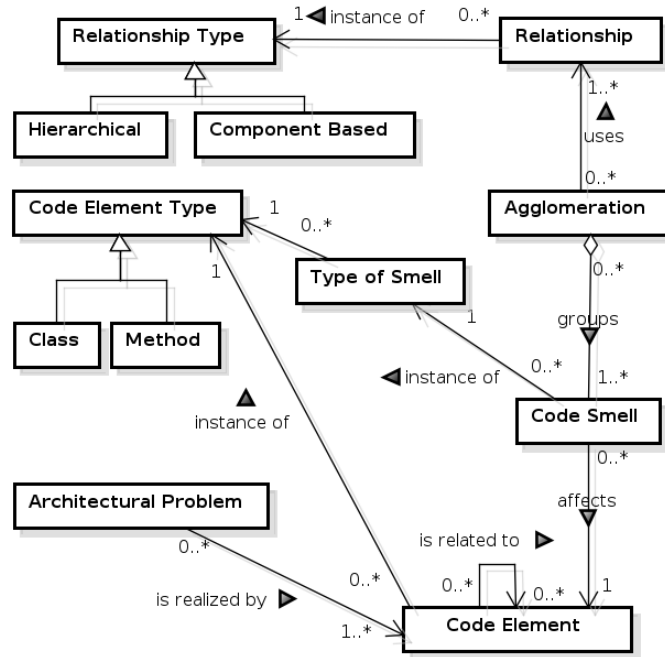 1 instance of 0..*
Relationship Type
Relationship
1..*
uses
0..*
Hierarchical
Component Based
Code Element Type
1
0..*
Agglomeration
0..*
1
Type of Smell
groups
1
Class
Method
0..*
instance of
1..*
Code Smell
0..*
instance of
Architectural Problem
affects
0..*
is related to
is realized by
0..*
0..*
0..*
1
1..*
Code Element